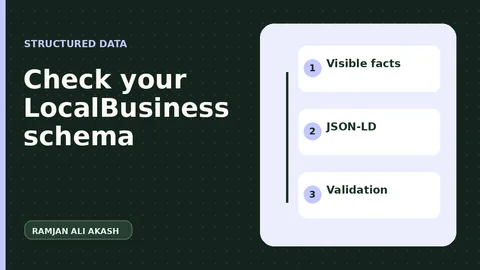 STRUCTURED DATA
Check your
LocalBusiness
schema
RAMJAN ALI AKASH
1 Visible facts
2 JSON-LD
3 Validation